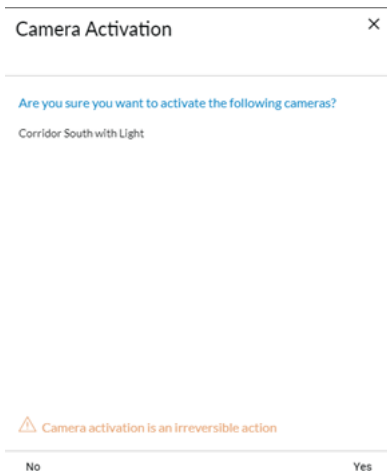 Camera Activation
Are you sure you want to activate the following cameras?
Corridor South with Light
Camera activation is an irreversible action
No Yes